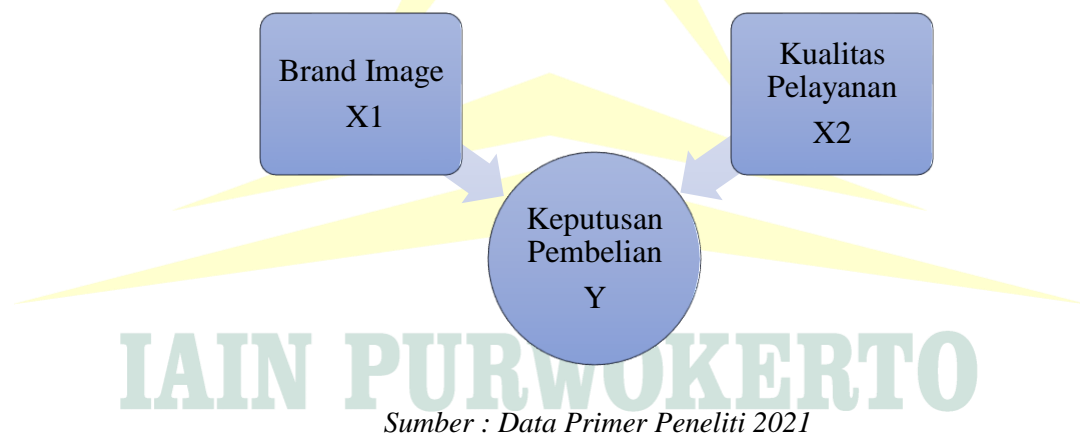 Brand Image
X1
Kualitas
Pelayanan
X2
Keputusan
Pembelian
Y
IAIN PURWOKERTO
Sumber : Data Primer Peneliti 2021